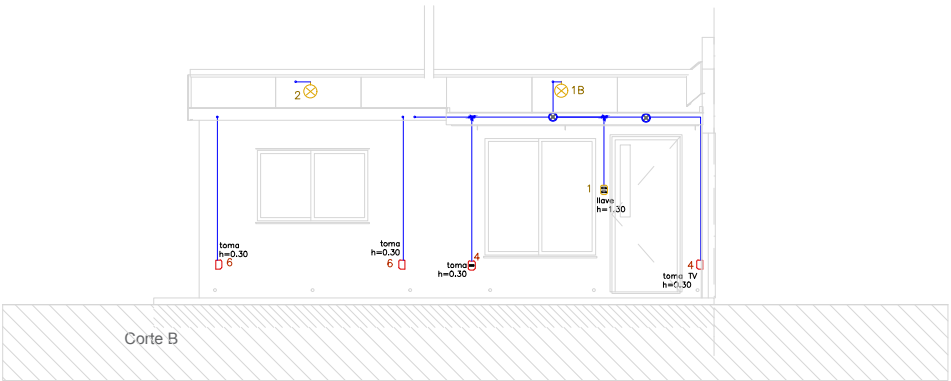 2
1B
1
llave
h=1.30
toma
h=0.30
6
toma
h=0.30
6
4
toma
h=0.30
4
toma TV
h=0.30
Corte B